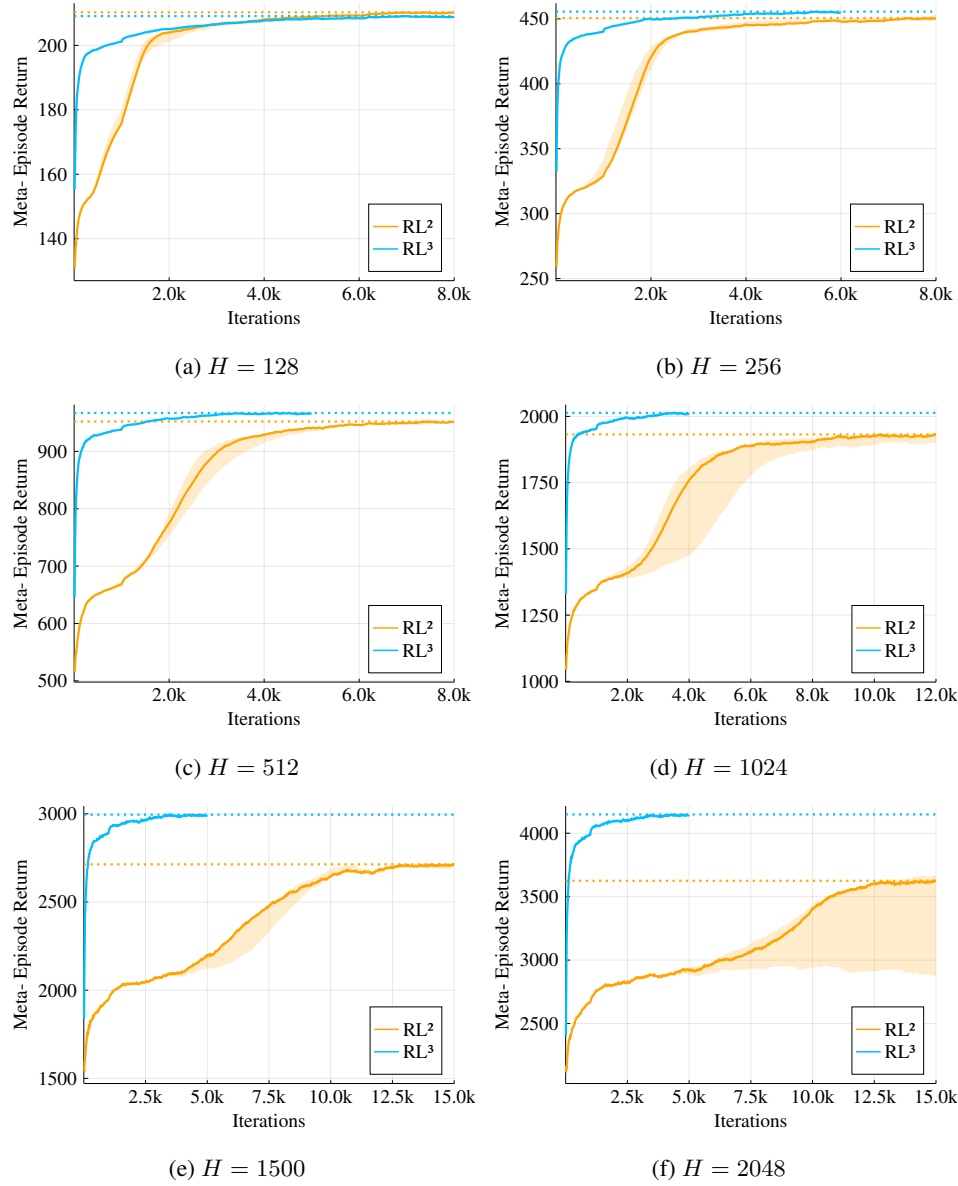 Meta- Episode Return
200
180
160
140
2.0k 4.0k 6.0k 8.0k
Iterations
RL²
RL³
(a) H = 128
Meta- Episode Return
450
400
350
300
250
2.0k 4.0k 6.0k 8.0k
Iterations
RL²
RL³
(b) H = 256
Meta- Episode Return
900
800
700
600
500
2.0k 4.0k 6.0k 8.0k
Iterations
RL²
RL³
(c) H = 512
Meta- Episode Return
2000
1750
1500
1250
1000
2.0k 4.0k 6.0k 8.0k 10.0k 12.0k
Iterations
RL²
RL³
(d) H = 1024
Meta- Episode Return
3000
2500
2000
1500
2.5k 5.0k 7.5k 10.0k 12.5k 15.0k
Iterations
RL²
RL³
(e) H = 1500
Meta- Episode Return
4000
3500
3000
2500
2.5k 5.0k 7.5k 10.0k 12.5k 15.0k
Iterations
RL²
RL³
(f) H = 2048